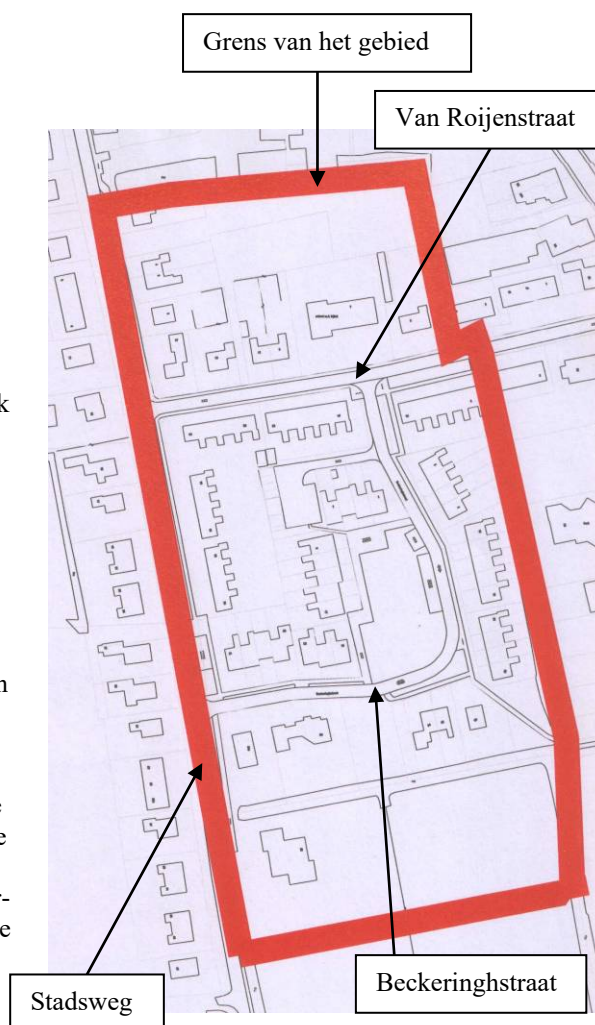 Grens van het gebied
Van Roijenstraat
k
n
e
r-
e
Beckeringhstraat
Stadsweg